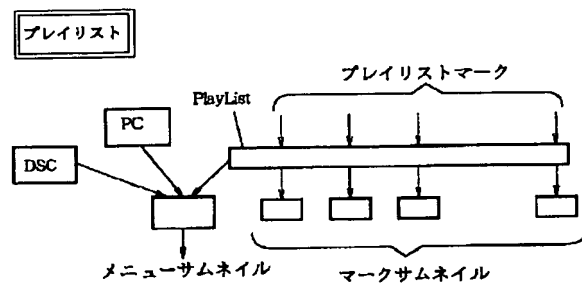 プレイリスト
プレイリストマーク
PlayList
PC
DSC
メニューサムネイル
マークサムネイル